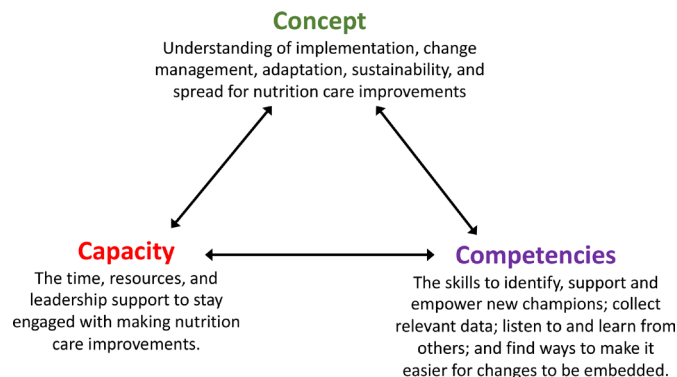 Concept
Understanding of implementation, change
management, adaptation, sustainability, and
spread for nutrition care improvements
Capacity
The time, resources, and
leadership support to stay
engaged with making nutrition
care improvements.
Competencies
The skills to identify, support and
empower new champions; collect
relevant data; listen to and learn from
others; and find ways to make it
easier for changes to be embedded.